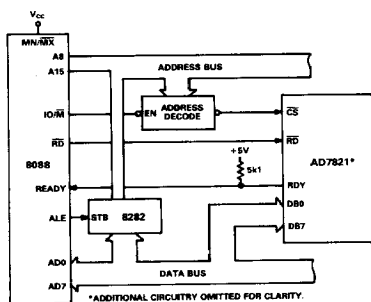 VCC
MN/MX
A8
A15
ADDRESS BUS
IO/M
EN
ADDRESS
DECODE
CS
RD
RD
8088
+5V
5k1
AD7821*
READY
RDY
ALE
STB
8282
DB0
DB7
AD0
AD7
DATA BUS
*ADDITIONAL CIRCUITRY OMITTED FOR CLARITY.